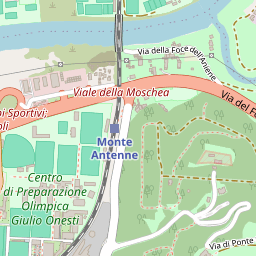 Via della Foce dell'Aniene
Viale della Moschea
Via del F
pi Sportivi;
oli
Monte
Antenne
Centro
di Preparazione
Olimpica
Giulio Onesti
Via di Ponte